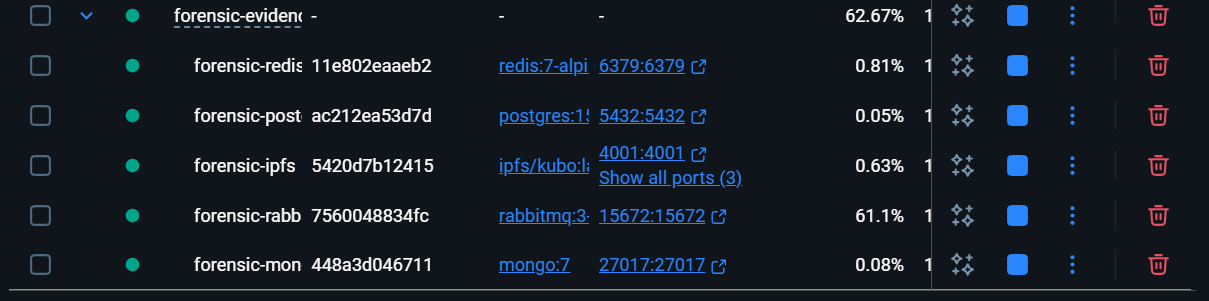 forensic-evidenc - - - 62.67% 1
forensic-redis 11e802eaaeb2 redis:7-alpi 6379:6379 0.81% 1
forensic-post ac212ea53d7d postgres:15 5432:5432 0.05% 1
forensic-ipfs 5420d7b12415 ipfs/kubo:la 4001:4001 0.63% 1
Show all ports (3)
forensic-rabb 7560048834fc rabbitmq:3- 15672:15672 61.1% 1
forensic-mon 448a3d046711 mongo:7 27017:27017 0.08% 1